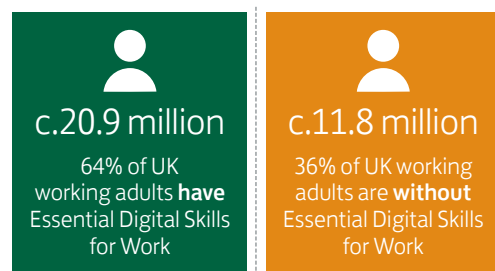 c.20.9 million
64% of UK
working adults have
Essential Digital Skills
for Work
c.11.8 million
36% of UK working
adults are without
Essential Digital Skills
for Work